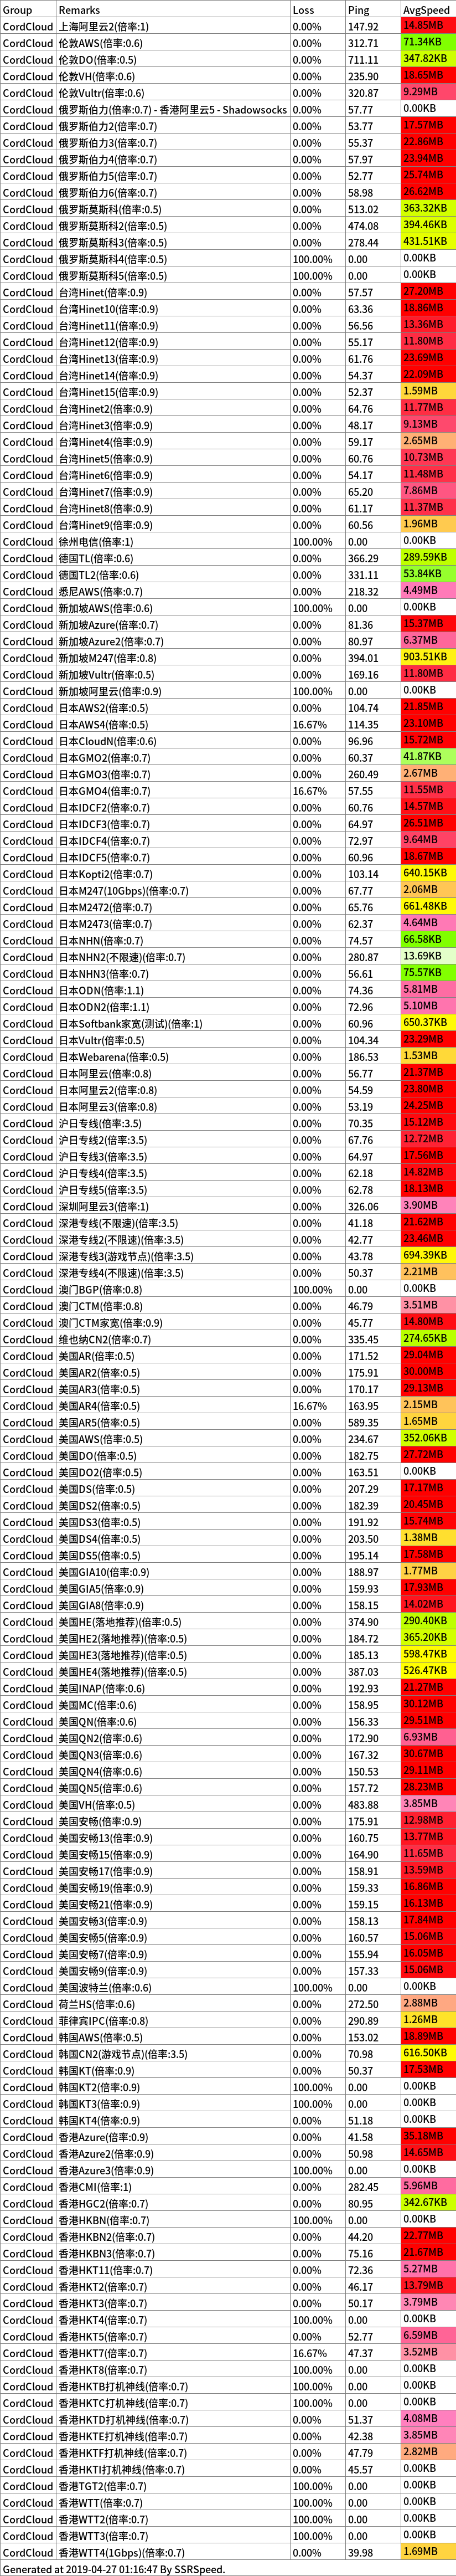 Group Remarks Loss Ping AvgSpeed
CordCloud 上海阿里云2(倍率:1) 0.00% 147.92 14.85MB
CordCloud 伦敦AWS(倍率:0.6) 0.00% 312.71 71.34KB
CordCloud 伦敦DO(倍率:0.5) 0.00% 711.11 347.82KB
CordCloud 伦敦VH(倍率:0.6) 0.00% 235.90 18.65MB
CordCloud 伦敦Vultr(倍率:0.6) 0.00% 320.87 9.29MB
CordCloud 俄罗斯伯力(倍率:0.7) - 香港阿里云5 - Shadowsocks 0.00% 57.77 0.00KB
CordCloud 俄罗斯伯力2(倍率:0.7) 0.00% 53.77 17.57MB
CordCloud 俄罗斯伯力3(倍率:0.7) 0.00% 55.37 22.86MB
CordCloud 俄罗斯伯力4(倍率:0.7) 0.00% 57.97 23.94MB
CordCloud 俄罗斯伯力5(倍率:0.7) 0.00% 52.77 25.74MB
CordCloud 俄罗斯伯力6(倍率:0.7) 0.00% 58.98 26.62MB
CordCloud 俄罗斯莫斯科(倍率:0.5) 0.00% 513.02 363.32KB
CordCloud 俄罗斯莫斯科2(倍率:0.5) 0.00% 474.08 394.46KB
CordCloud 俄罗斯莫斯科3(倍率:0.5) 0.00% 278.44 431.51KB
CordCloud 俄罗斯莫斯科4(倍率:0.5) 100.00% 0.00 0.00KB
CordCloud 俄罗斯莫斯科5(倍率:0.5) 100.00% 0.00 0.00KB
CordCloud 台湾Hinet(倍率:0.9) 0.00% 57.57 27.20MB
CordCloud 台湾Hinet10(倍率:0.9) 0.00% 63.36 18.86MB
CordCloud 台湾Hinet11(倍率:0.9) 0.00% 56.56 13.36MB
CordCloud 台湾Hinet12(倍率:0.9) 0.00% 55.17 11.80MB
CordCloud 台湾Hinet13(倍率:0.9) 0.00% 61.76 23.69MB
CordCloud 台湾Hinet14(倍率:0.9) 0.00% 54.37 22.09MB
CordCloud 台湾Hinet15(倍率:0.9) 0.00% 52.37 1.59MB
CordCloud 台湾Hinet2(倍率:0.9) 0.00% 64.76 11.77MB
CordCloud 台湾Hinet3(倍率:0.9) 0.00% 48.17 9.13MB
CordCloud 台湾Hinet4(倍率:0.9) 0.00% 59.17 2.65MB
CordCloud 台湾Hinet5(倍率:0.9) 0.00% 60.76 10.73MB
CordCloud 台湾Hinet6(倍率:0.9) 0.00% 54.17 11.48MB
CordCloud 台湾Hinet7(倍率:0.9) 0.00% 65.20 7.86MB
CordCloud 台湾Hinet8(倍率:0.9) 0.00% 61.17 11.37MB
CordCloud 台湾Hinet9(倍率:0.9) 0.00% 60.56 1.96MB
CordCloud 徐州电信(倍率:1) 100.00% 0.00 0.00KB
CordCloud 德国TL(倍率:0.6) 0.00% 366.29 289.59KB
CordCloud 德国TL2(倍率:0.6) 0.00% 331.11 53.84KB
CordCloud 悉尼AWS(倍率:0.7) 0.00% 218.32 4.49MB
CordCloud 新加坡AWS(倍率:0.6) 100.00% 0.00 0.00KB
CordCloud 新加坡Azure(倍率:0.7) 0.00% 81.36 15.37MB
CordCloud 新加坡Azure2(倍率:0.7) 0.00% 80.97 6.37MB
CordCloud 新加坡M247(倍率:0.8) 0.00% 394.01 903.51KB
CordCloud 新加坡Vultr(倍率:0.5) 0.00% 169.16 11.80MB
CordCloud 新加坡阿里云(倍率:0.9) 100.00% 0.00 0.00KB
CordCloud 日本AWS2(倍率:0.5) 0.00% 104.74 21.85MB
CordCloud 日本AWS4(倍率:0.5) 16.67% 114.35 23.10MB
CordCloud 日本CloudN(倍率:0.6) 0.00% 96.96 15.72MB
CordCloud 日本GMO2(倍率:0.7) 0.00% 60.37 41.87KB
CordCloud 日本GMO3(倍率:0.7) 0.00% 260.49 2.67MB
CordCloud 日本GMO4(倍率:0.7) 16.67% 57.55 11.55MB
CordCloud 日本IDCF2(倍率:0.7) 0.00% 60.76 14.57MB
CordCloud 日本IDCF3(倍率:0.7) 0.00% 64.97 26.51MB
CordCloud 日本IDCF4(倍率:0.7) 0.00% 72.97 9.64MB
CordCloud 日本IDCF5(倍率:0.7) 0.00% 60.96 18.67MB
CordCloud 日本Kopti2(倍率:0.7) 0.00% 103.14 640.15KB
CordCloud 日本M247(10Gbps)(倍率:0.7) 0.00% 67.77 2.06MB
CordCloud 日本M2472(倍率:0.7) 0.00% 65.76 661.48KB
CordCloud 日本M2473(倍率:0.7) 0.00% 62.37 4.64MB
CordCloud 日本NHN(倍率:0.7) 0.00% 74.57 66.58KB
CordCloud 日本NHN2(不限速)(倍率:0.7) 0.00% 280.87 13.69KB
CordCloud 日本NHN3(倍率:0.7) 0.00% 56.61 75.57KB
CordCloud 日本ODN(倍率:1.1) 0.00% 74.36 5.81MB
CordCloud 日本ODN2(倍率:1.1) 0.00% 72.96 5.10MB
CordCloud 日本Softbank家宽(测试)(倍率:1) 0.00% 60.96 650.37KB
CordCloud 日本Vultr(倍率:0.5) 0.00% 104.34 23.29MB
CordCloud 日本Webarena(倍率:0.5) 0.00% 186.53 1.53MB
CordCloud 日本阿里云(倍率:0.8) 0.00% 56.77 21.37MB
CordCloud 日本阿里云2(倍率:0.8) 0.00% 54.59 23.80MB
CordCloud 日本阿里云3(倍率:0.8) 0.00% 53.19 24.25MB
CordCloud 沪日专线(倍率:3.5) 0.00% 70.35 15.12MB
CordCloud 沪日专线2(倍率:3.5) 0.00% 67.76 12.72MB
CordCloud 沪日专线3(倍率:3.5) 0.00% 64.97 17.56MB
CordCloud 沪日专线4(倍率:3.5) 0.00% 62.18 14.82MB
CordCloud 沪日专线5(倍率:3.5) 0.00% 62.78 18.13MB
CordCloud 深圳阿里云3(倍率:1) 0.00% 326.06 3.90MB
CordCloud 深港专线(不限速)(倍率:3.5) 0.00% 41.18 21.62MB
CordCloud 深港专线2(不限速)(倍率:3.5) 0.00% 42.77 23.46MB
CordCloud 深港专线3(游戏节点)(倍率:3.5) 0.00% 43.78 694.39KB
CordCloud 深港专线4(不限速)(倍率:3.5) 0.00% 50.37 2.21MB
CordCloud 澳门BGP(倍率:0.8) 100.00% 0.00 0.00KB
CordCloud 澳门CTM(倍率:0.8) 0.00% 46.79 3.51MB
CordCloud 澳门CTM家宽(倍率:0.9) 0.00% 45.77 14.80MB
CordCloud 维也纳CN2(倍率:0.7) 0.00% 335.45 274.65KB
CordCloud 美国AR(倍率:0.5) 0.00% 171.52 29.04MB
CordCloud 美国AR2(倍率:0.5) 0.00% 175.91 30.00MB
CordCloud 美国AR3(倍率:0.5) 0.00% 170.17 29.13MB
CordCloud 美国AR4(倍率:0.5) 16.67% 163.95 2.15MB
CordCloud 美国AR5(倍率:0.5) 0.00% 589.35 1.65MB
CordCloud 美国AWS(倍率:0.5) 0.00% 234.67 352.06KB
CordCloud 美国DO(倍率:0.5) 0.00% 182.75 27.72MB
CordCloud 美国DO2(倍率:0.5) 0.00% 163.51 0.00KB
CordCloud 美国DS(倍率:0.5) 0.00% 207.29 17.17MB
CordCloud 美国DS2(倍率:0.5) 0.00% 182.39 20.45MB
CordCloud 美国DS3(倍率:0.5) 0.00% 191.92 15.74MB
CordCloud 美国DS4(倍率:0.5) 0.00% 203.50 1.38MB
CordCloud 美国DS5(倍率:0.5) 0.00% 195.14 17.58MB
CordCloud 美国GIA10(倍率:0.9) 0.00% 188.97 1.77MB
CordCloud 美国GIA5(倍率:0.9) 0.00% 159.93 17.93MB
CordCloud 美国GIA8(倍率:0.9) 0.00% 158.15 14.02MB
CordCloud 美国HE(落地推荐)(倍率:0.5) 0.00% 374.90 290.40KB
CordCloud 美国HE2(落地推荐)(倍率:0.5) 0.00% 184.72 365.20KB
CordCloud 美国HE3(落地推荐)(倍率:0.5) 0.00% 185.13 598.47KB
CordCloud 美国HE4(落地推荐)(倍率:0.5) 0.00% 387.03 526.47KB
CordCloud 美国INAP(倍率:0.6) 0.00% 192.93 21.27MB
CordCloud 美国MC(倍率:0.6) 0.00% 158.95 30.12MB
CordCloud 美国QN(倍率:0.6) 0.00% 156.33 29.51MB
CordCloud 美国QN2(倍率:0.6) 0.00% 172.90 6.93MB
CordCloud 美国QN3(倍率:0.6) 0.00% 167.32 30.67MB
CordCloud 美国QN4(倍率:0.6) 0.00% 150.53 29.11MB
CordCloud 美国QN5(倍率:0.6) 0.00% 157.72 28.23MB
CordCloud 美国VH(倍率:0.5) 0.00% 483.88 3.85MB
CordCloud 美国安畅(倍率:0.9) 0.00% 175.91 12.98MB
CordCloud 美国安畅13(倍率:0.9) 0.00% 160.75 13.77MB
CordCloud 美国安畅15(倍率:0.9) 0.00% 164.90 11.65MB
CordCloud 美国安畅17(倍率:0.9) 0.00% 158.91 13.59MB
CordCloud 美国安畅19(倍率:0.9) 0.00% 159.33 16.86MB
CordCloud 美国安畅21(倍率:0.9) 0.00% 159.15 16.13MB
CordCloud 美国安畅3(倍率:0.9) 0.00% 158.13 17.84MB
CordCloud 美国安畅5(倍率:0.9) 0.00% 160.57 15.06MB
CordCloud 美国安畅7(倍率:0.9) 0.00% 155.94 16.05MB
CordCloud 美国安畅9(倍率:0.9) 0.00% 157.33 15.06MB
CordCloud 美国波特兰(倍率:0.6) 100.00% 0.00 0.00KB
CordCloud 荷兰HS(倍率:0.6) 0.00% 272.50 2.88MB
CordCloud 菲律宾IPC(倍率:0.8) 0.00% 290.89 1.26MB
CordCloud 韩国AWS(倍率:0.5) 0.00% 153.02 18.89MB
CordCloud 韩国CN2(游戏节点)(倍率:3.5) 0.00% 70.98 616.50KB
CordCloud 韩国KT(倍率:0.9) 0.00% 50.37 17.53MB
CordCloud 韩国KT2(倍率:0.9) 100.00% 0.00 0.00KB
CordCloud 韩国KT3(倍率:0.9) 100.00% 0.00 0.00KB
CordCloud 韩国KT4(倍率:0.9) 0.00% 51.18 0.00KB
CordCloud 香港Azure(倍率:0.9) 0.00% 41.58 35.18MB
CordCloud 香港Azure2(倍率:0.9) 0.00% 50.98 14.65MB
CordCloud 香港Azure3(倍率:0.9) 100.00% 0.00 0.00KB
CordCloud 香港CMI(倍率:1) 0.00% 282.45 5.96MB
CordCloud 香港HGC2(倍率:0.7) 0.00% 80.95 342.67KB
CordCloud 香港HKBN(倍率:0.7) 100.00% 0.00 0.00KB
CordCloud 香港HKBN2(倍率:0.7) 0.00% 44.20 22.77MB
CordCloud 香港HKBN3(倍率:0.7) 0.00% 75.16 21.67MB
CordCloud 香港HKT11(倍率:0.7) 0.00% 72.36 5.27MB
CordCloud 香港HKT2(倍率:0.7) 0.00% 46.17 13.79MB
CordCloud 香港HKT3(倍率:0.7) 0.00% 50.17 3.79MB
CordCloud 香港HKT4(倍率:0.7) 100.00% 0.00 0.00KB
CordCloud 香港HKT5(倍率:0.7) 0.00% 52.77 6.59MB
CordCloud 香港HKT7(倍率:0.7) 16.67% 47.37 3.52MB
CordCloud 香港HKT8(倍率:0.7) 100.00% 0.00 0.00KB
CordCloud 香港HKTB打机神线(倍率:0.7) 100.00% 0.00 0.00KB
CordCloud 香港HKTC打机神线(倍率:0.7) 100.00% 0.00 0.00KB
CordCloud 香港HKTD打机神线(倍率:0.7) 0.00% 51.37 4.08MB
CordCloud 香港HKTE打机神线(倍率:0.7) 0.00% 42.38 3.85MB
CordCloud 香港HKTF打机神线(倍率:0.7) 0.00% 47.79 2.82MB
CordCloud 香港HKTI打机神线(倍率:0.7) 0.00% 45.57 0.00KB
CordCloud 香港TGT2(倍率:0.7) 100.00% 0.00 0.00KB
CordCloud 香港WTT(倍率:0.7) 100.00% 0.00 0.00KB
CordCloud 香港WTT2(倍率:0.7) 100.00% 0.00 0.00KB
CordCloud 香港WTT3(倍率:0.7) 100.00% 0.00 0.00KB
CordCloud 香港WTT4(1Gbps)(倍率:0.7) 0.00% 39.98 1.69MB
Generated at 2019-04-27 01:16:47 By SSRSpeed.